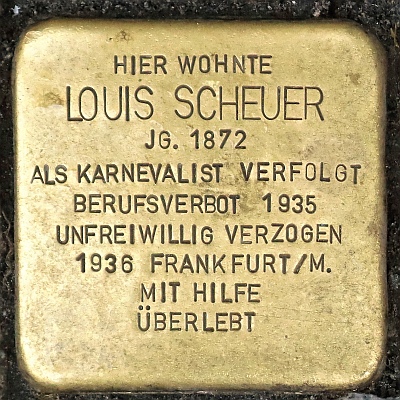 HIER WOHNTE
LOUIS SCHEUER
JG. 1872
ALS KARNEVALIST VERFOLGT
BERUFSVERBOT 1935
UNFREIWILLIG VERZOGEN
1936 FRANKFURT/M.
MIT HILFE
ÜBERLEBT